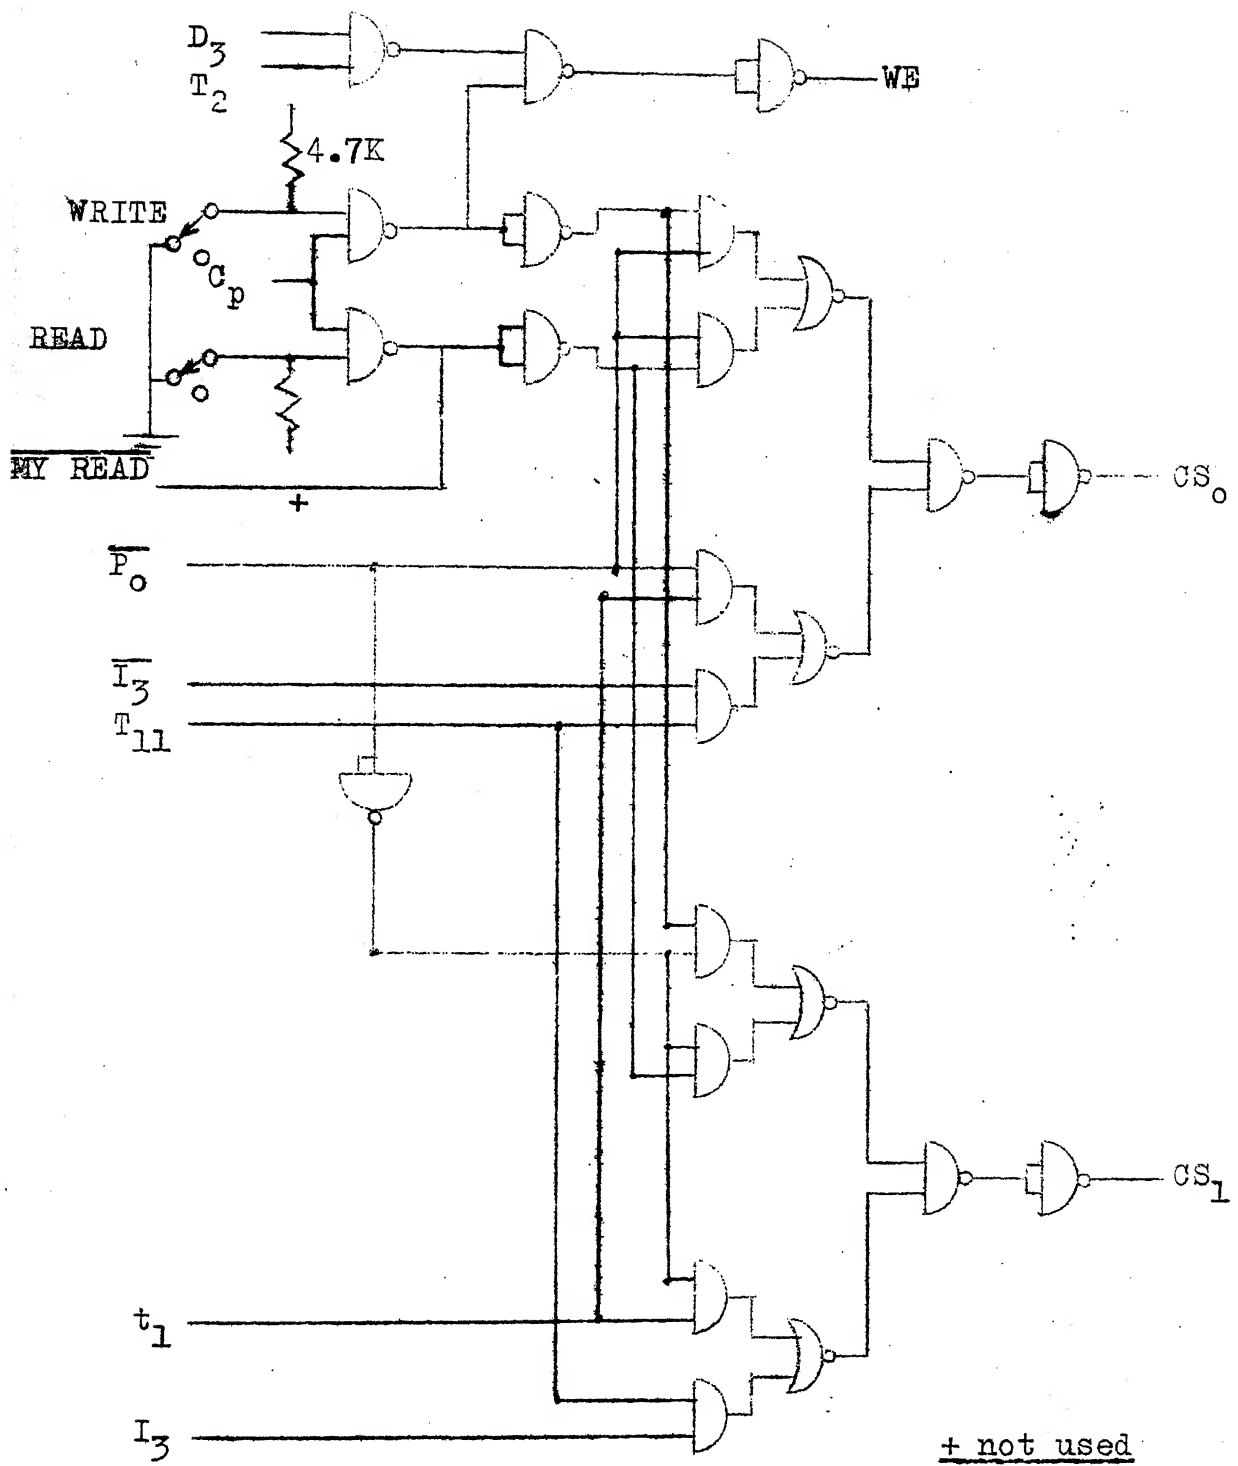 D3
T2
WE
4.7K
WRITE
Cp
READ
MY READ
+
CS0
P0
I3
T11
CS1
t1
I3
+ not used